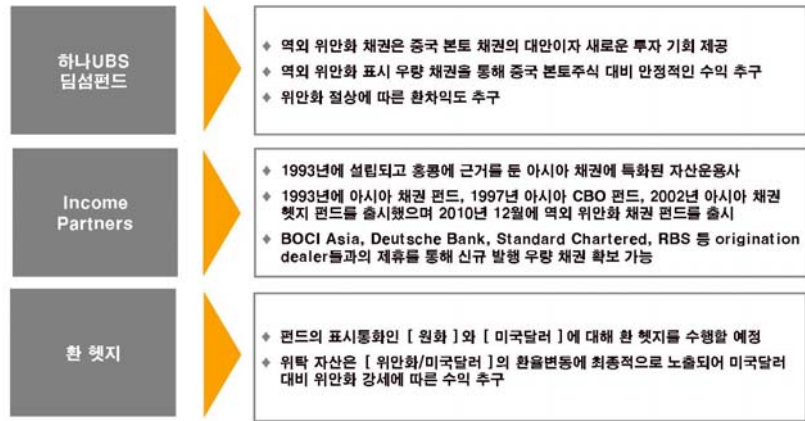 하나UBS
딤섬펀드
◆ 역외 위안화 채권은 중국 본토 채권의 대안이자 새로운 투자 기회 제공
◆ 역외 위안화 표시 우량 채권을 통해 중국 본토주식 대비 안정적인 수익 추구
◆ 위안화 절상에 따른 환차익도 추구
Income
Partners
◆ 1993년에 설립되고 홍콩에 근거를 둔 아시아 채권에 특화된 자산운용사
◆ 1993년에 아시아 채권 펀드, 1997년 아시아 CBO 펀드, 2002년 아시아 채권
헷지 펀드를 출시했으며 2010년 12월에 역외 위안화 채권 펀드를 출시
◆ BOCI Asia, Deutsche Bank, Standard Chartered, RBS 등 origination
dealer들과의 제휴를 통해 신규 발행 우량 채권 확보 가능
환 헷지
◆ 펀드의 표시통화인 [ 원화 ]와 [ 미국달러 ]에 대해 환 헷지를 수행할 예정
◆ 위탁 자산은 [ 위안화/미국달러 ]의 환율변동에 최종적으로 노출되어 미국달러
대비 위안화 강세에 따른 수익 추구